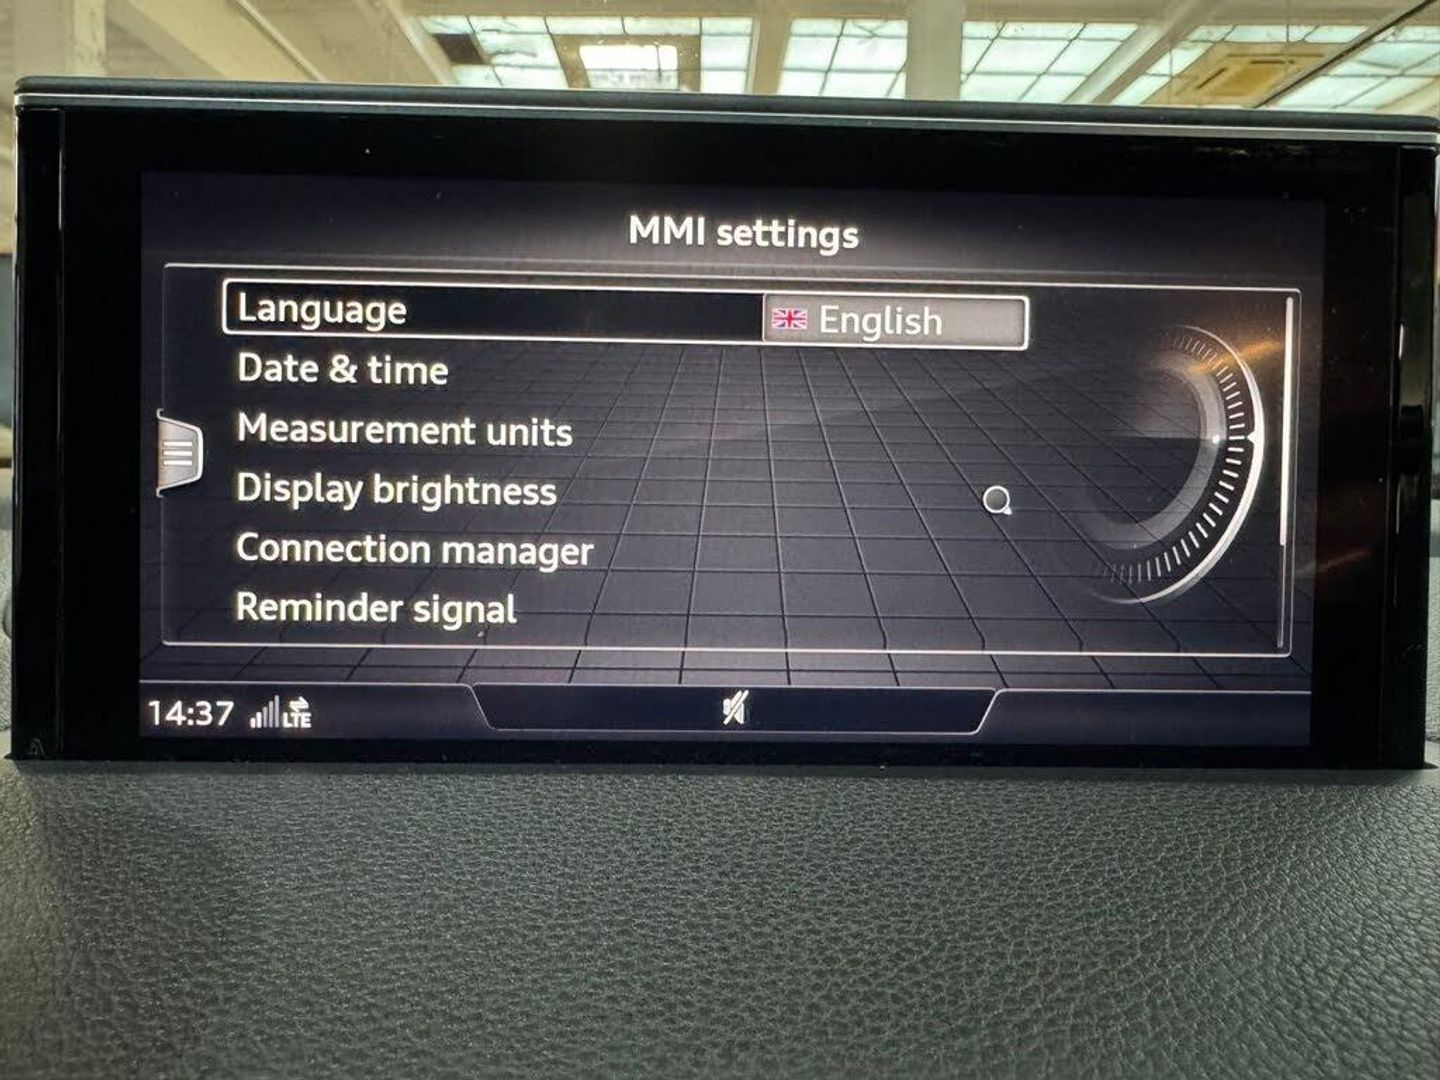 MMI settings
Language English
Date & time
Measurement units
Display brightness
Connection manager
Reminder signal
14:37 LTE